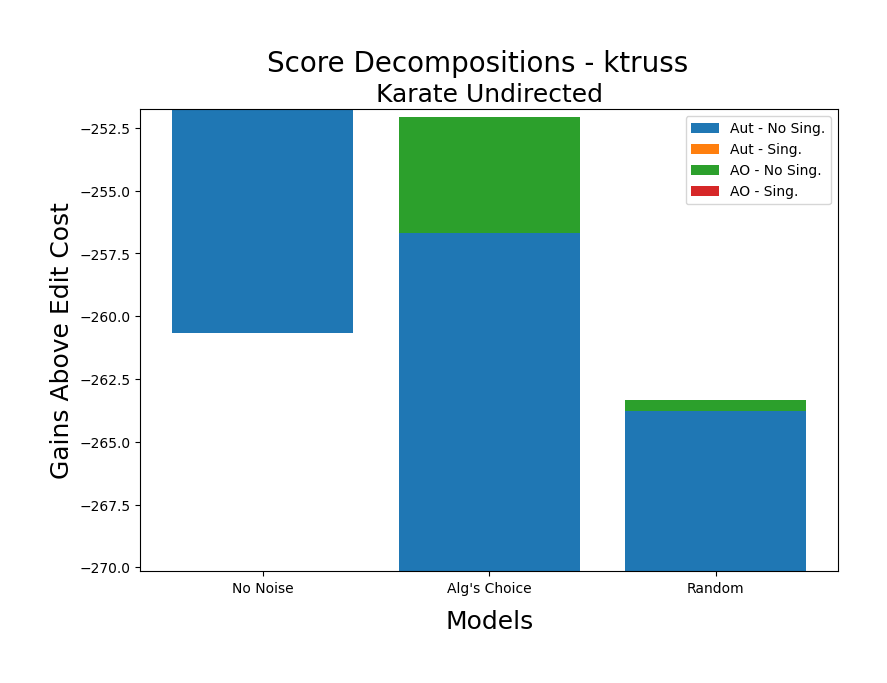 Score Decompositions - ktruss
Karate Undirected
Gains Above Edit Cost
−252.5
−255.0
−257.5
−260.0
−262.5
−265.0
−267.5
−270.0
Aut - No Sing.
Aut - Sing.
AO - No Sing.
AO - Sing.
No Noise
Alg's Choice
Random
Models